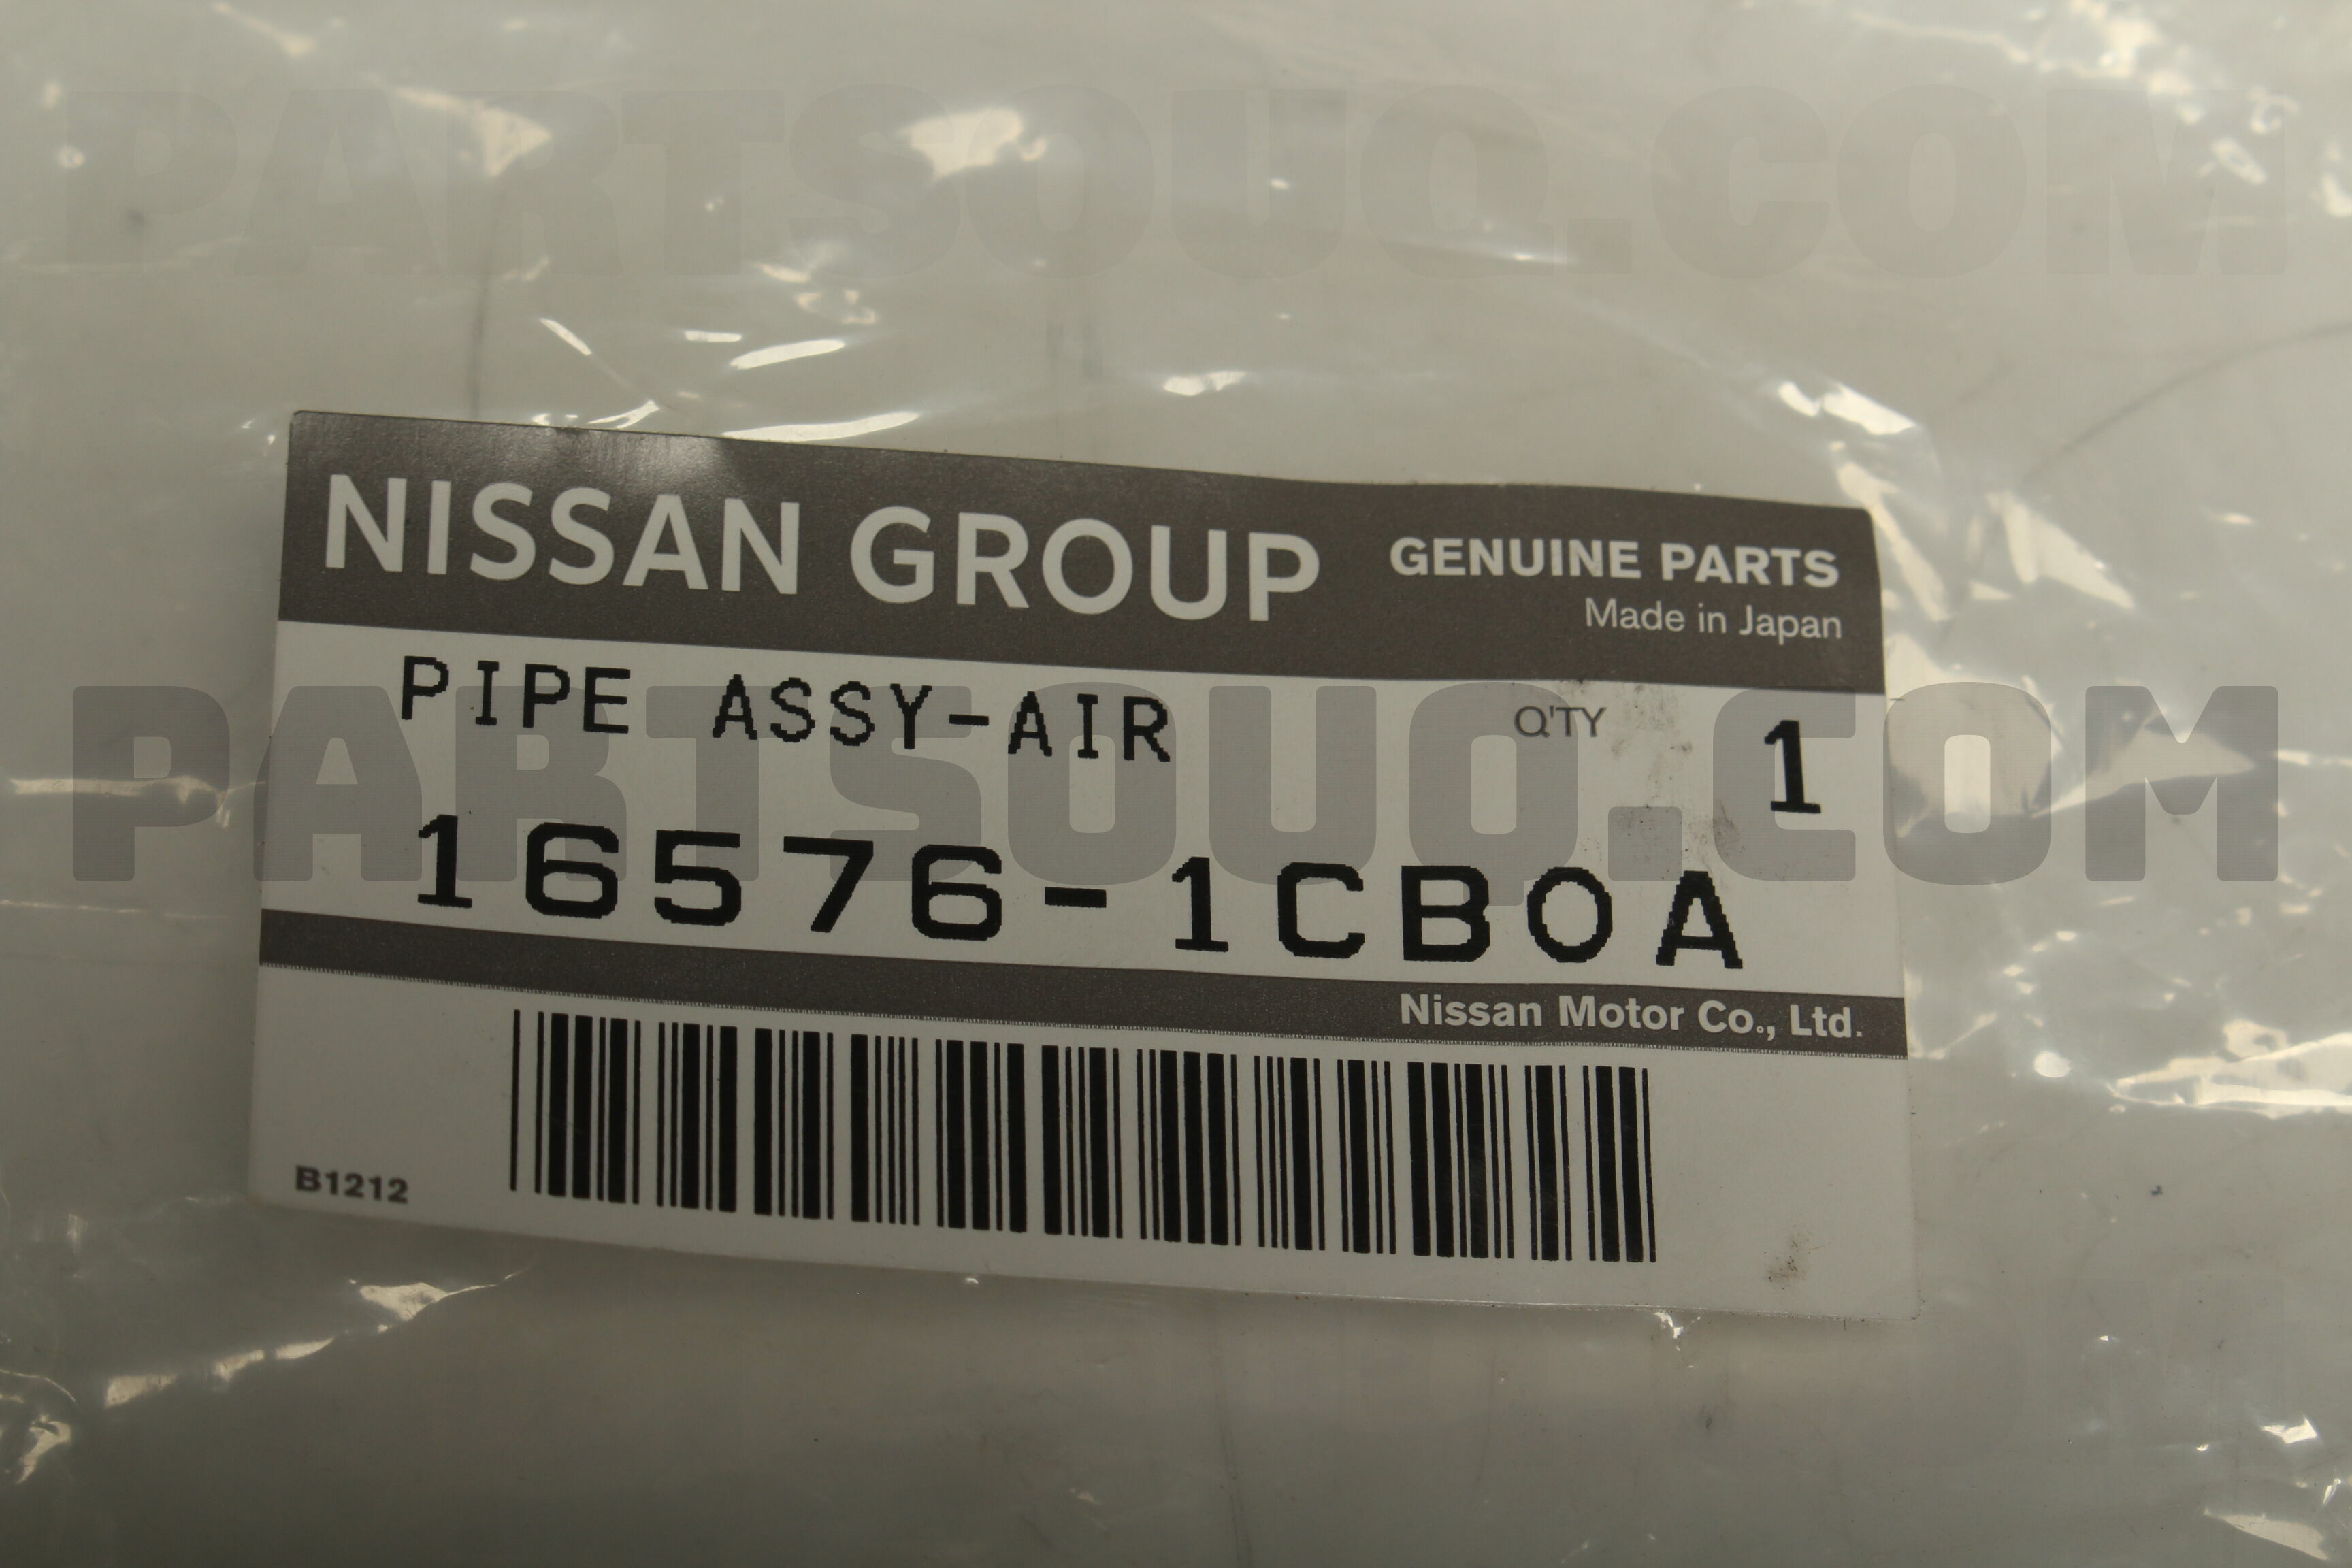 PARTSOUQ.COM
NISSAN GROUP
GENUINE PARTS
Made in Japan
PIPE ASSY-AIR
Q'TY 1
PARTSOUQ.COM
16576-1CB0A
Nissan Motor Co., Ltd.
B1212